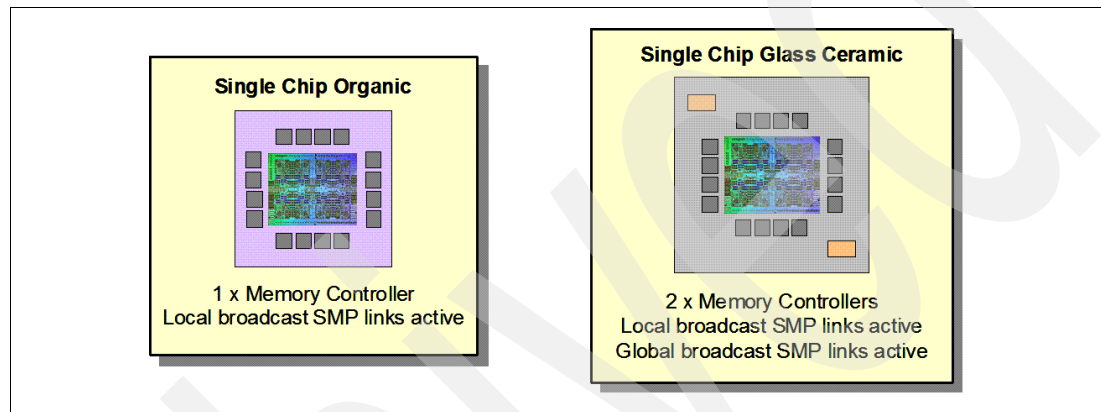 Single Chip Organic
1 x Memory Controller
Local broadcast SMP links active
Single Chip Glass Ceramic
2 x Memory Controllers
Local broadcast SMP links active
Global broadcast SMP links active